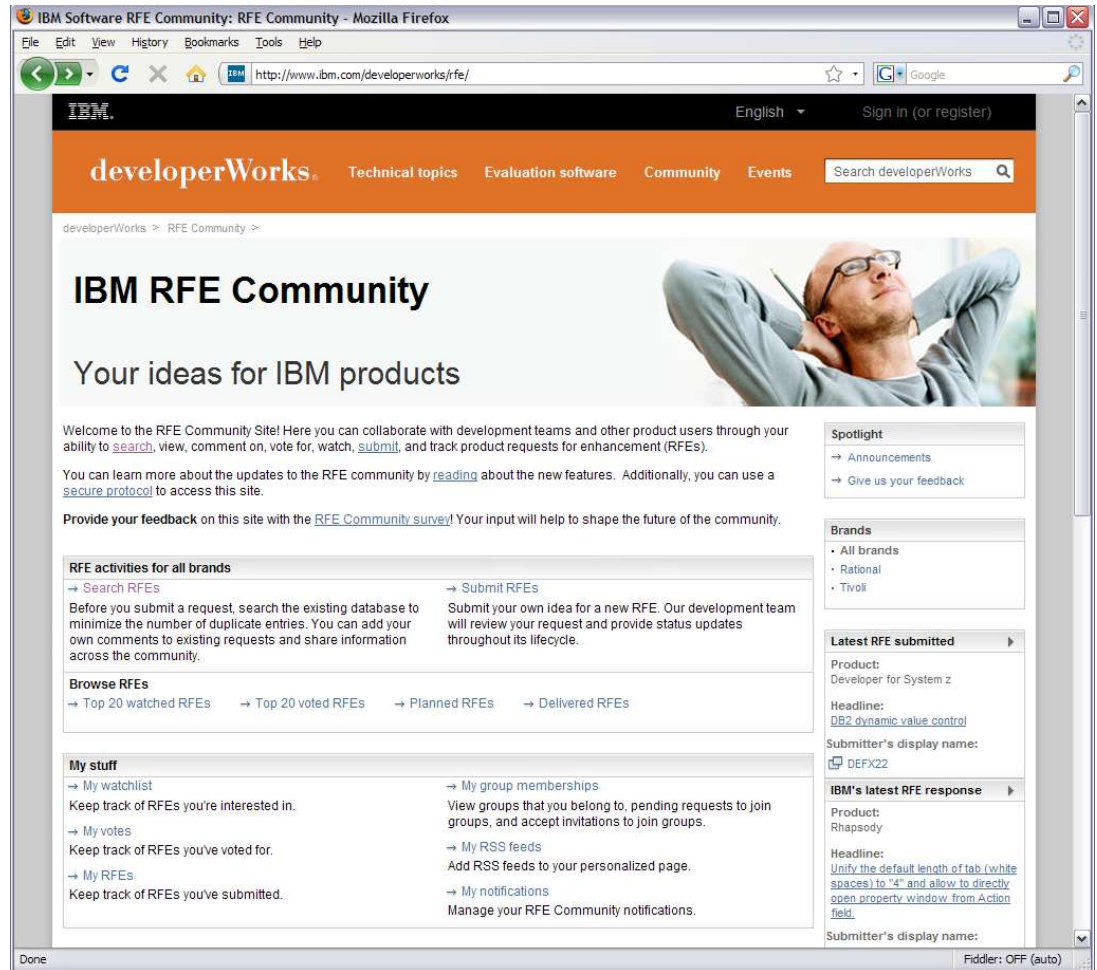 IBM Software RFE Community: RFE Community - Mozilla Firefox
File Edit View History Bookmarks Tools Help
IBM http://www.ibm.com/developerworks/rfe/ G Google
IBM. English Sign in (or register)
developerWorks. Technical topics Evaluation software Community Events Search developerWorks
developerWorks > RFE Community >
IBM RFE Community
Your ideas for IBM products
Welcome to the RFE Community Site! Here you can collaborate with development teams and other product users through your
ability to search, view, comment on, vote for, watch, submit, and track product requests for enhancement (RFEs).
You can learn more about the updates to the RFE community by reading about the new features. Additionally, you can use a
secure protocol to access this site.
Provide your feedback on this site with the RFE Community survey! Your input will help to shape the future of the community.
RFE activities for all brands
→ Search RFEs
Before you submit a request, search the existing database to
minimize the number of duplicate entries. You can add your
own comments to existing requests and share information
across the community.
→ Submit RFEs
Submit your own idea for a new RFE. Our development team
will review your request and provide status updates
throughout its lifecycle.
Browse RFEs
→ Top 20 watched RFEs → Top 20 voted RFEs → Planned RFEs → Delivered RFEs
My stuff
→ My watchlist
Keep track of RFEs you're interested in.
→ My votes
Keep track of RFEs you've voted for.
→ My RFEs
Keep track of RFEs you've submitted.
→ My group memberships
View groups that you belong to, pending requests to join
groups, and accept invitations to join groups.
→ My RSS feeds
Add RSS feeds to your personalized page.
→ My notifications
Manage your RFE Community notifications.
Spotlight
→ Announcements
→ Give us your feedback
Brands
· All brands
· Rational
· Tivoli
Latest RFE submitted
Product:
Developer for System z
Headline:
DB2 dynamic value control
Submitter's display name:
DEFX22
IBM's latest RFE response
Product:
Rhapsody
Headline:
Unify the default length of tab (white
spaces) to "4" and allow to directly
open property window from Action
field.
Submitter's display name:
Done Fiddler: OFF (auto)